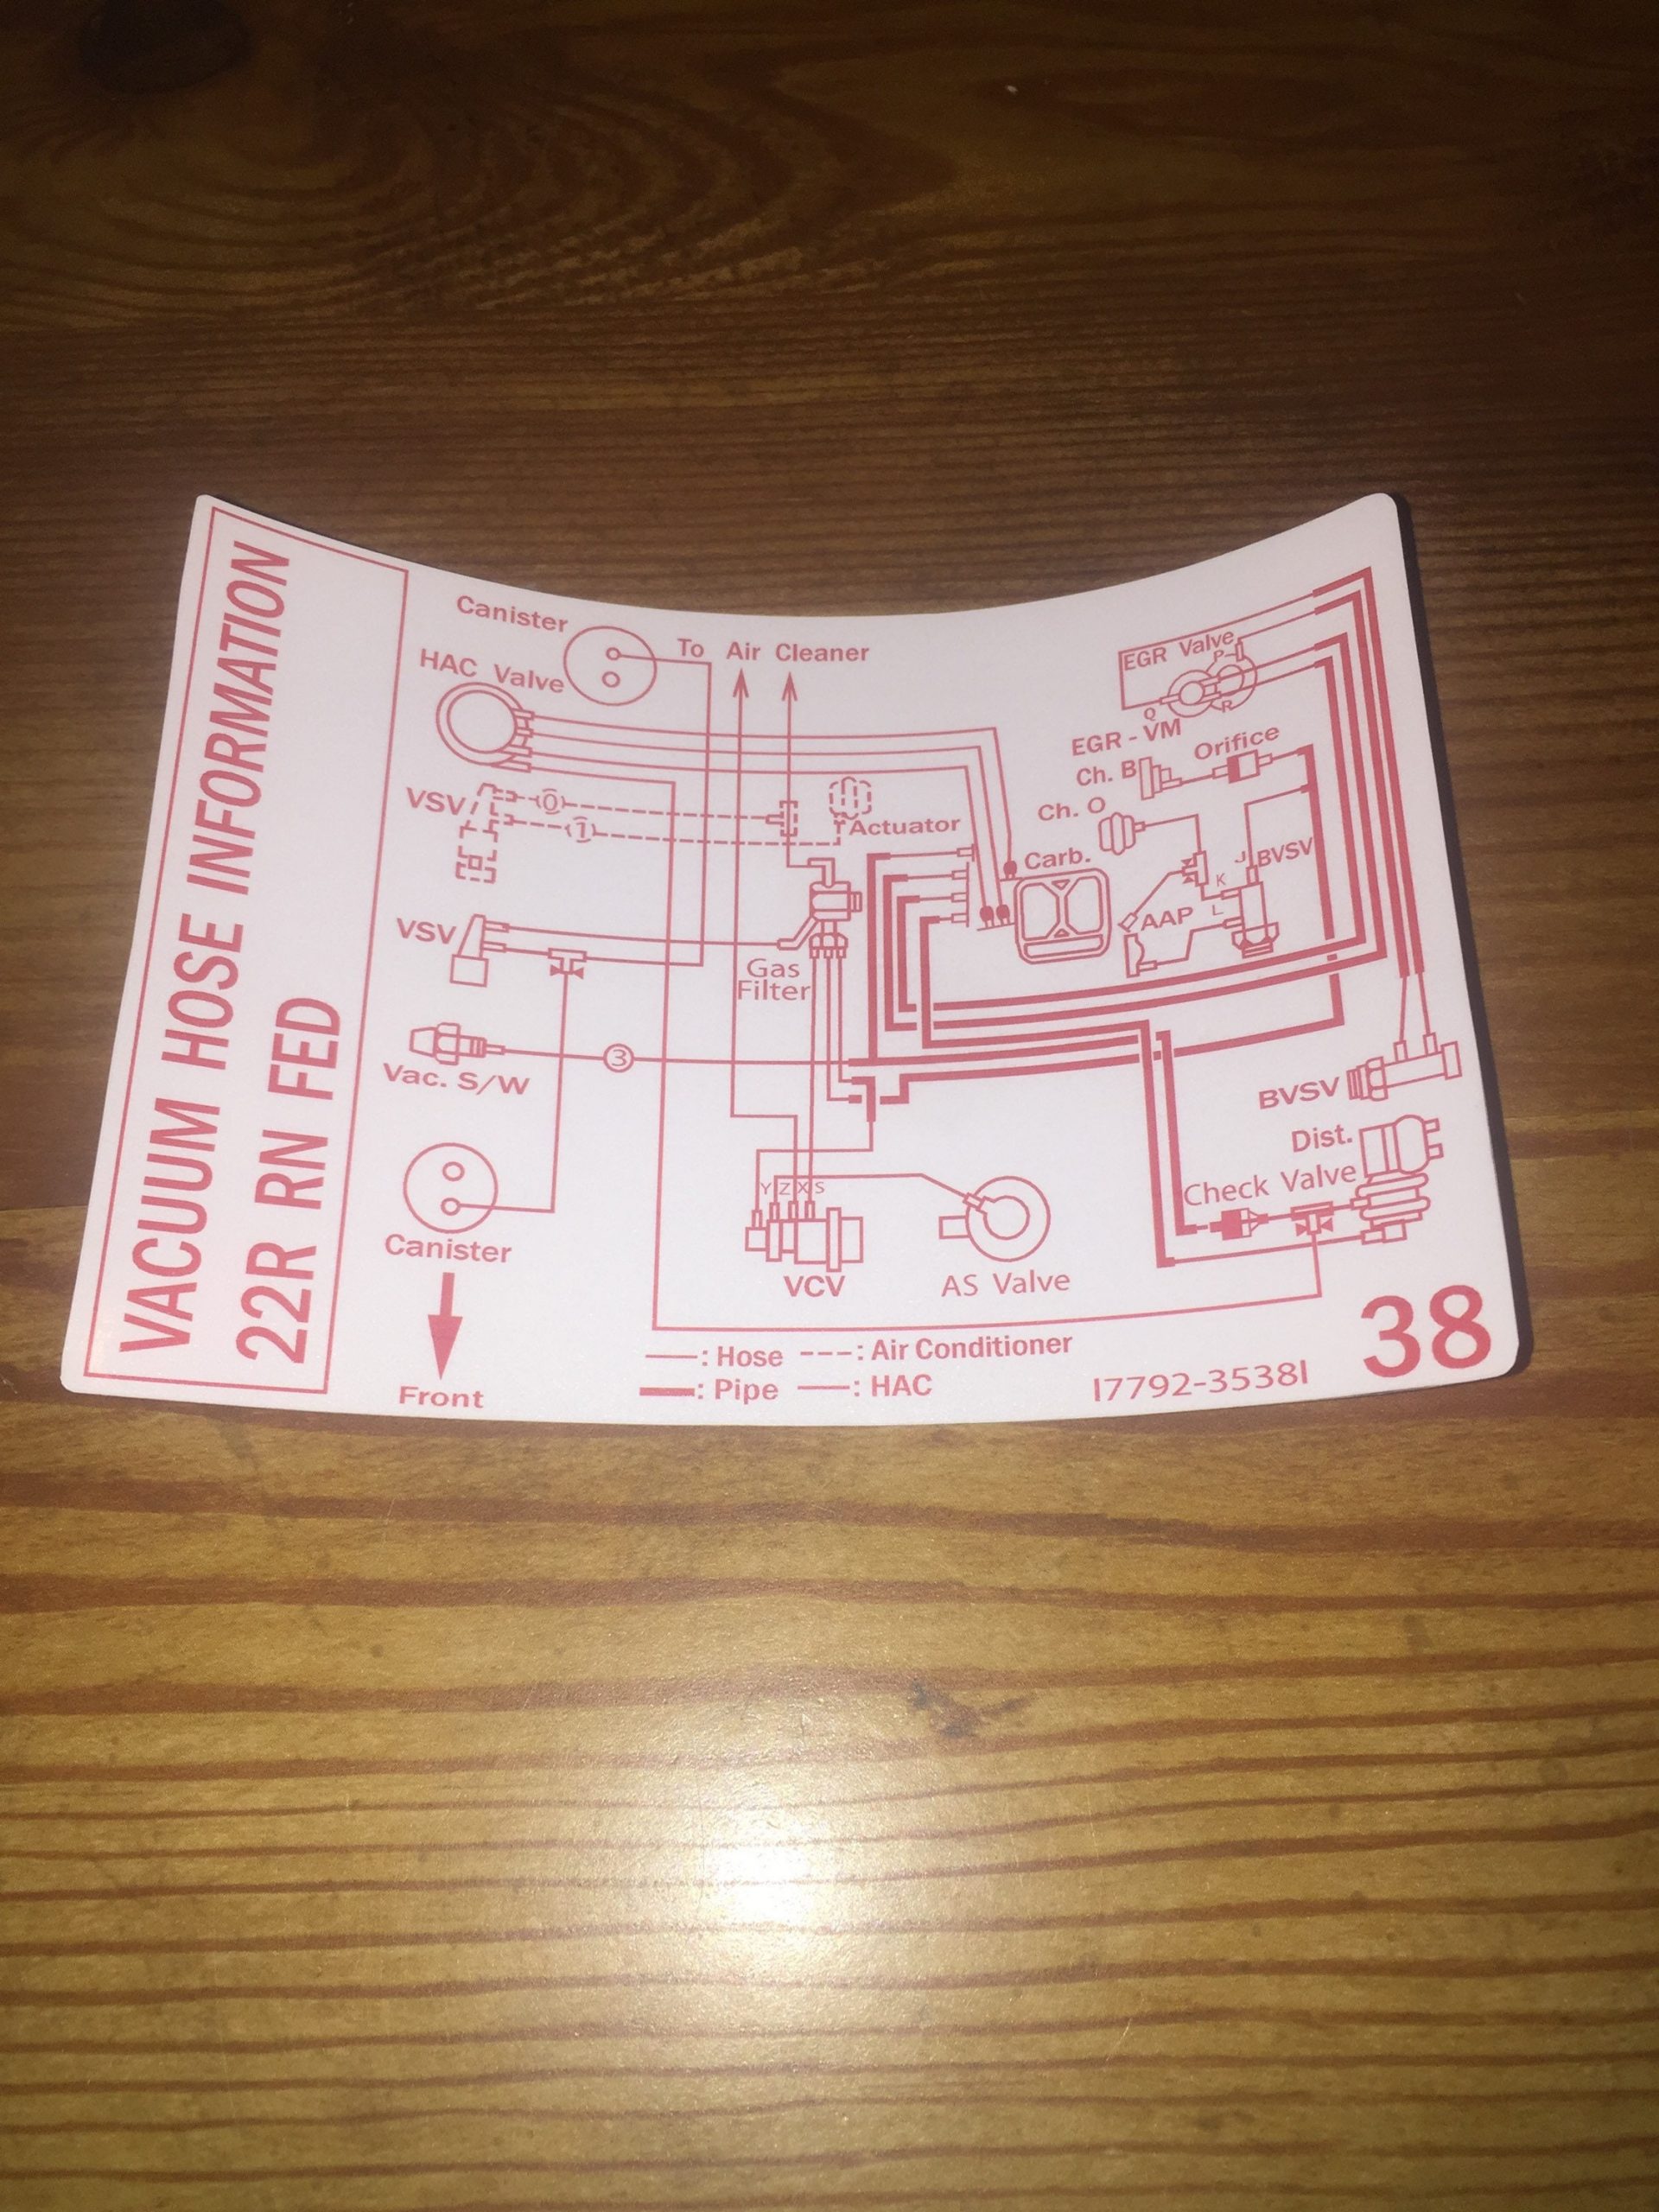 VACUUM HOSE INFORMATION
22R RN FED
Canister
HAC Valve
To Air Cleaner
VSV
0
1
Actuator
VSV
Gas
Filter
Vac. S/W
3
Canister
Front
Y Z X S
VCV
AS Valve
EGR Valve
P
Q
R
EGR - VM
Ch. B
Orifice
Ch. O
Carb.
J
BVSV
K
L
AAP
BVSV
Dist.
Check Valve
: Hose
: Air Conditioner
: Pipe
: HAC
17792-35381
38